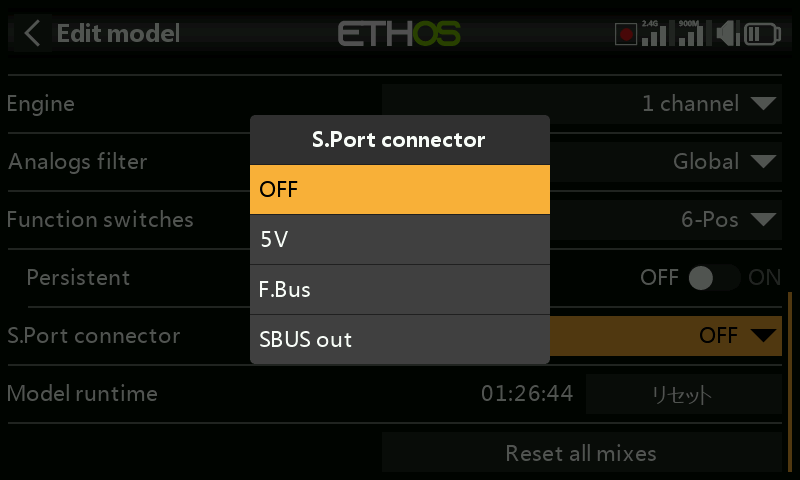 Edit model
ETHOS
2.4G
900M
Engine
1 channel
Analogs filter
Global
Function switches
6-Pos
Persistent
OFF
ON
S.Port connector
OFF
Model runtime
01:26:44
リセット
Reset all mixes
S.Port connector
OFF
5V
F.Bus
SBUS out